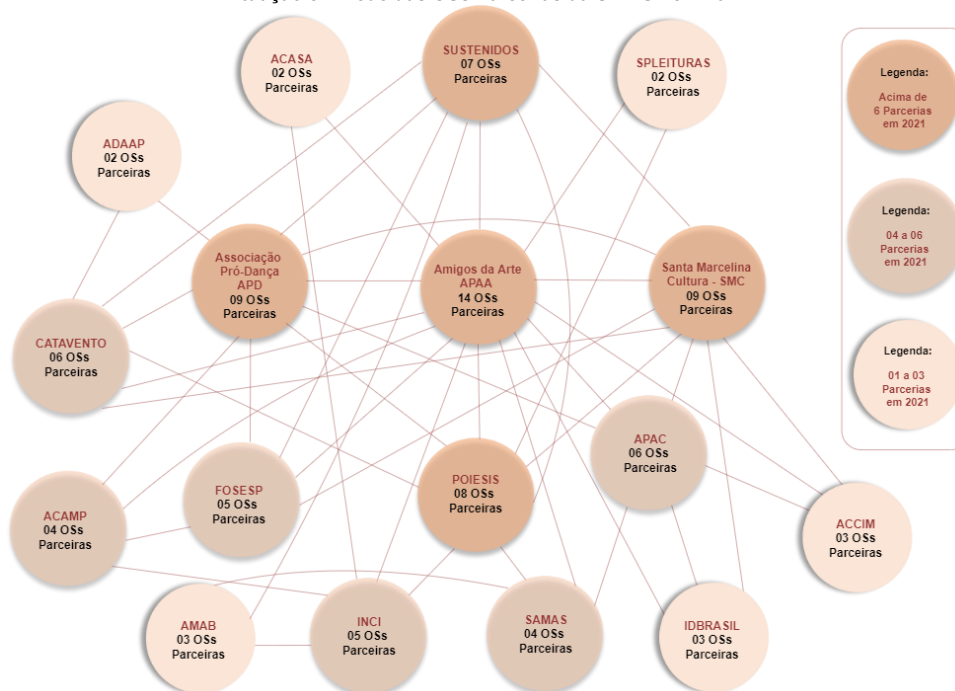 SUSTENIDOS
07 OSs
Parceiras
ACASA
02 OSs
Parceiras
SPLEITURAS
02 OSs
Parceiras
Legenda:
Acima de
6 Parcerias
em 2021
ADAAP
02 OSs
Parceiras
Legenda:
04 a 06
Parcerias
em 2021
Associação
Pró-Dança
APD
09 OSs
Parceiras
Amigos da Arte
APAA
14 OSs
Parceiras
Santa Marcelina
Cultura - SMC
09 OSs
Parceiras
CATAVENTO
06 OSs
Parceiras
Legenda:
01 a 03
Parcerias
em 2021
APAC
06 OSs
Parceiras
ACAMP
04 OSs
Parceiras
FOSESP
05 OSs
Parceiras
POIESIS
08 OSs
Parceiras
ACCIM
03 OSs
Parceiras
AMAB
03 OSs
Parceiras
INCI
05 OSs
Parceiras
SAMAS
04 OSs
Parceiras
IDBRASIL
03 OSs
Parceiras